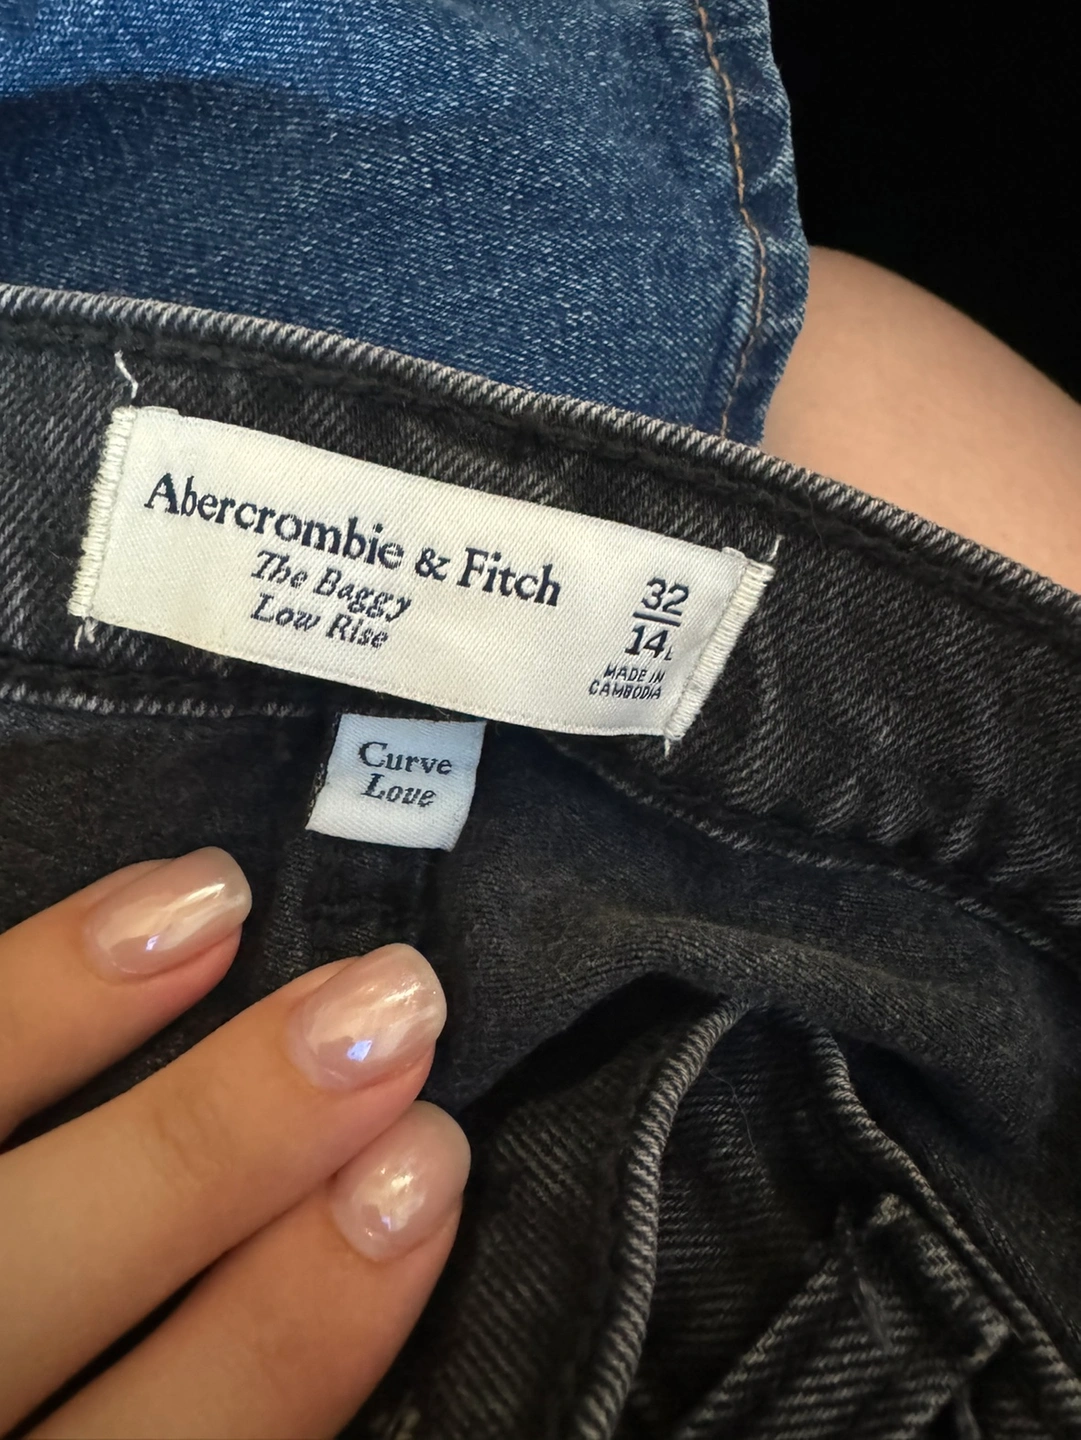 Abercrombie & Fitch
The Baggy
Low Rise
32
14L
MADE IN
CAMBODIA
Curve
Love